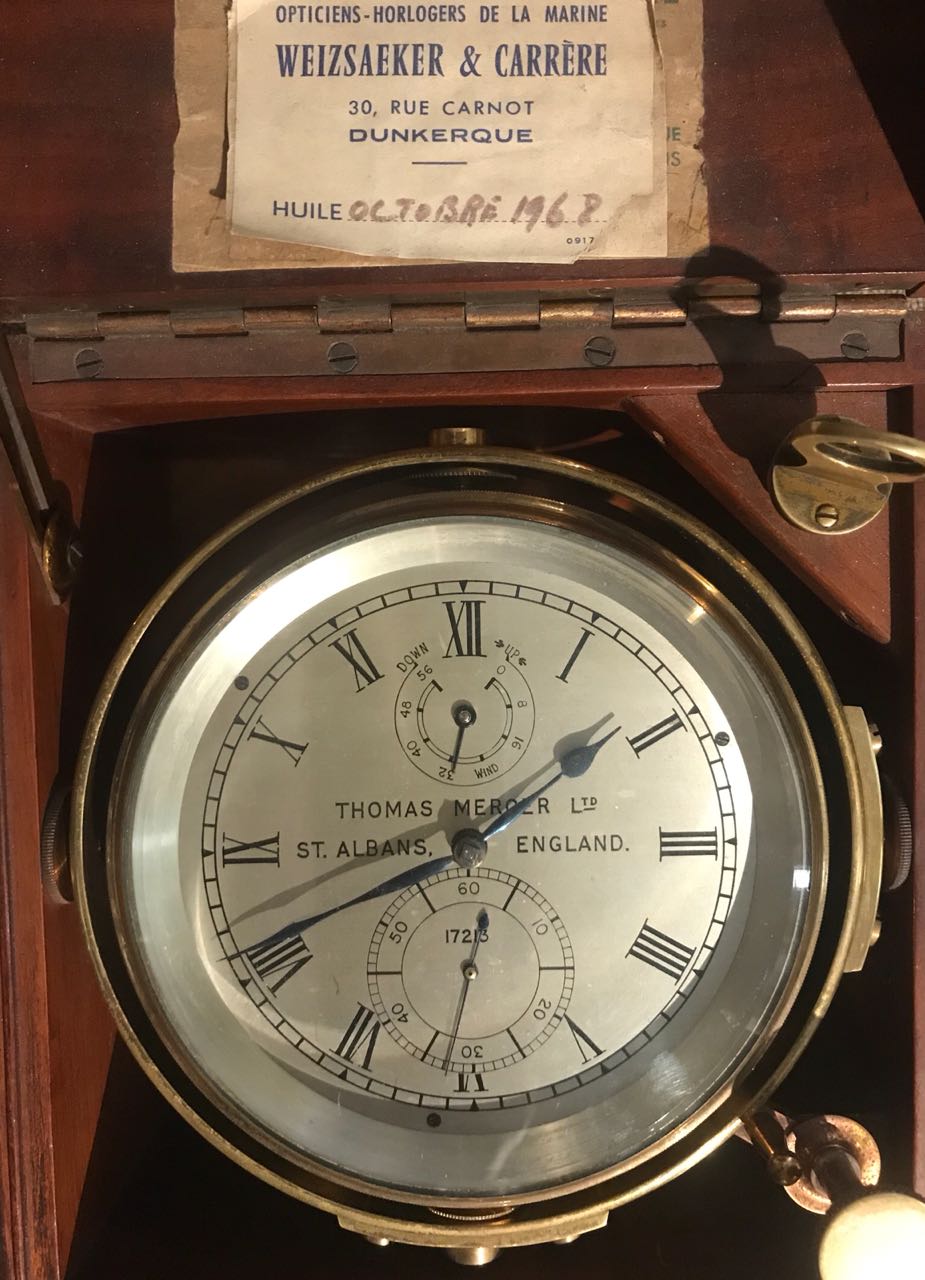 OPTICIENS-HORLOGERS DE LA MARINE
WEIZSAEKER & CARRÈRE
30, RUE CARNOT
DUNKERQUE
HUILE OCTOBRE 1968
0917
XII
I
II
III
IIII
V
VI
VII
VIII
IX
X
XI
DOWN UP
56 0
48 8
40 16
32 WIND
THOMAS MERCER LTD
ST. ALBANS, ENGLAND.
60
50 10
17213
40 20
30